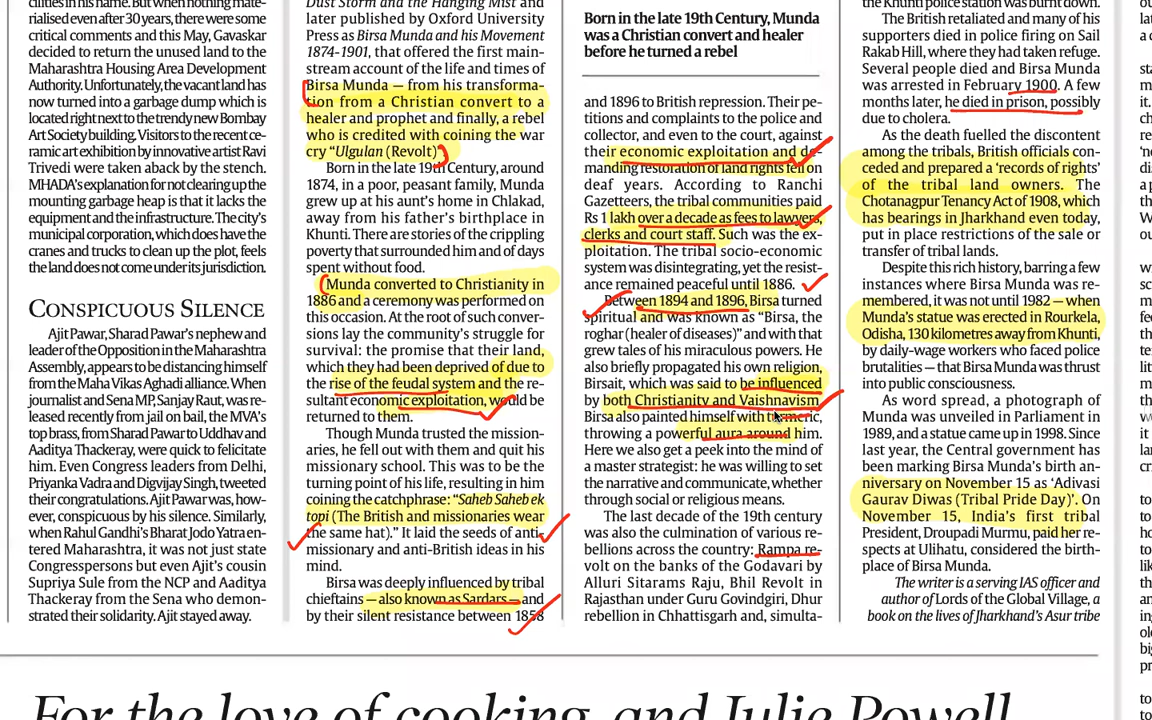 cilities in his name. But when nothing mate-
rialised even after 30 years, there were some
critical comments and this May, Gavaskar
decided to return the unused land to the
Maharashtra Housing Area Development
Authority. Unfortunately, the vacant land has
now turned into a garbage dump which is
located right next to the trendy new Bombay
Art Society building. Visitors to the recent ce-
ramic art exhibition by innovative artist Ravi
Trivedi were taken aback by the stench.
MHADA's explanation for not clearing up the
mounting garbage heap is that it lacks the
equipment and the infrastructure. The city's
municipal corporation, which does have the
cranes and trucks to clean up the plot, feels
the land does not come under its jurisdiction.
CONSPICUOUS SILENCE
Ajit Pawar, Sharad Pawar's nephew and
leader of the Opposition in the Maharashtra
Assembly, appears to be distancing himself
from the Maha Vikas Aghadi alliance. When
journalist and Sena MP, Sanjay Raut, was re-
leased recently from jail on bail, the MVA's
top brass, from Sharad Pawar to Uddhav and
Aaditya Thackeray, were quick to felicitate
him. Even Congress leaders from Delhi,
Priyanka Vadra and Digvijay Singh, tweeted
their congratulations. Ajit Pawar was, how-
ever, conspicuous by his silence. Similarly,
when Rahul Gandhi's Bharat Jodo Yatra en-
tered Maharashtra, it was not just state
Congresspersons but even Ajit's cousin
Supriya Sule from the NCP and Aaditya
Thackeray from the Sena who demon-
strated their solidarity. Ajit stayed away.
Dust Storm and the Hanging Mist and
later published by Oxford University
Press as Birsa Munda and his Movement
1874-1901, that offered the first main-
stream account of the life and times of
Birsa Munda — from his transforma-
tion from a Christian convert to a
healer and prophet and finally, a rebel
who is credited with coining the war
cry "Ulgulan (Revolt)".
Born in the late 19th Century, around
1874, in a poor, peasant family, Munda
grew up at his aunt's home in Chlakad,
away from his father's birthplace in
Khunti. There are stories of the crippling
poverty that surrounded him and of days
spent without food.
Munda converted to Christianity in
1886 and a ceremony was performed on
this occasion. At the root of such conver-
sions lay the community's struggle for
survival: the promise that their land,
which they had been deprived of due to
the rise of the feudal system and the re-
sultant economic exploitation, would be
returned to them.
Though Munda trusted the mission-
aries, he fell out with them and quit his
missionary school. This was to be the
turning point of his life, resulting in him
coining the catchphrase: "Saheb Saheb ek
topi (The British and missionaries wear
the same hat)." It laid the seeds of anti-
missionary and anti-British ideas in his
mind.
Birsa was deeply influenced by tribal
chieftains — also known as Sardars — and
by their silent resistance between 1858
Born in the late 19th Century, Munda
was a Christian convert and healer
before he turned a rebel
and 1896 to British repression. Their pe-
titions and complaints to the police and
collector, and even to the court, against
their economic exploitation and de-
manding restoration of land rights fell on
deaf years. According to Ranchi
Gazetteers, the tribal communities paid
Rs 1 lakh over a decade as fees to lawyers,
clerks and court staff. Such was the ex-
ploitation. The tribal socio-economic
system was disintegrating, yet the resist-
ance remained peaceful until 1886.
Between 1894 and 1896, Birsa turned
spiritual and was known as "Birsa, the
roghar (healer of diseases)" and with that
grew tales of his miraculous powers. He
also briefly propagated his own religion,
Birsait, which was said to be influenced
by both Christianity and Vaishnavism.
Birsa also painted himself with turmeric,
throwing a powerful aura around him.
Here we also get a peek into the mind of
a master strategist: he was willing to set
the narrative and communicate, whether
through social or religious means.
The last decade of the 19th century
was also the culmination of various re-
bellions across the country: Rampa re-
volt on the banks of the Godavari by
Alluri Sitarams Raju, Bhil Revolt in
Rajasthan under Guru Govindgiri, Dhur
rebellion in Chhattisgarh and, simulta-
the Khunti police station was burnt down.
The British retaliated and many of his
supporters died in police firing on Sail
Rakab Hill, where they had taken refuge.
Several people died and Birsa Munda
was arrested in February 1900. A few
months later, he died in prison, possibly
due to cholera.
As the death fuelled the discontent
among the tribals, British officials con-
ceded and prepared a 'records of rights'
of the tribal land owners. The
Chotanagpur Tenancy Act of 1908, which
has bearings in Jharkhand even today,
put in place restrictions of the sale or
transfer of tribal lands.
Despite this rich history, barring a few
instances where Birsa Munda was re-
membered, it was not until 1982 — when
Munda's statue was erected in Rourkela,
Odisha, 130 kilometres away from Khunti,
by daily-wage workers who faced police
brutalities — that Birsa Munda was thrust
into public consciousness.
As word spread, a photograph of
Munda was unveiled in Parliament in
1989, and a statue came up in 1998. Since
last year, the Central government has
been marking Birsa Munda's birth an-
niversary on November 15 as 'Adivasi
Gaurav Diwas (Tribal Pride Day)'. On
November 15, India's first tribal
President, Droupadi Murmu, paid her re-
spects at Ulihatu, considered the birth-
place of Birsa Munda.
The writer is a serving IAS officer and
author of Lords of the Global Village, a
book on the lives of Jharkhand's Asur tribe
For the love of cooking, and Julie Powell